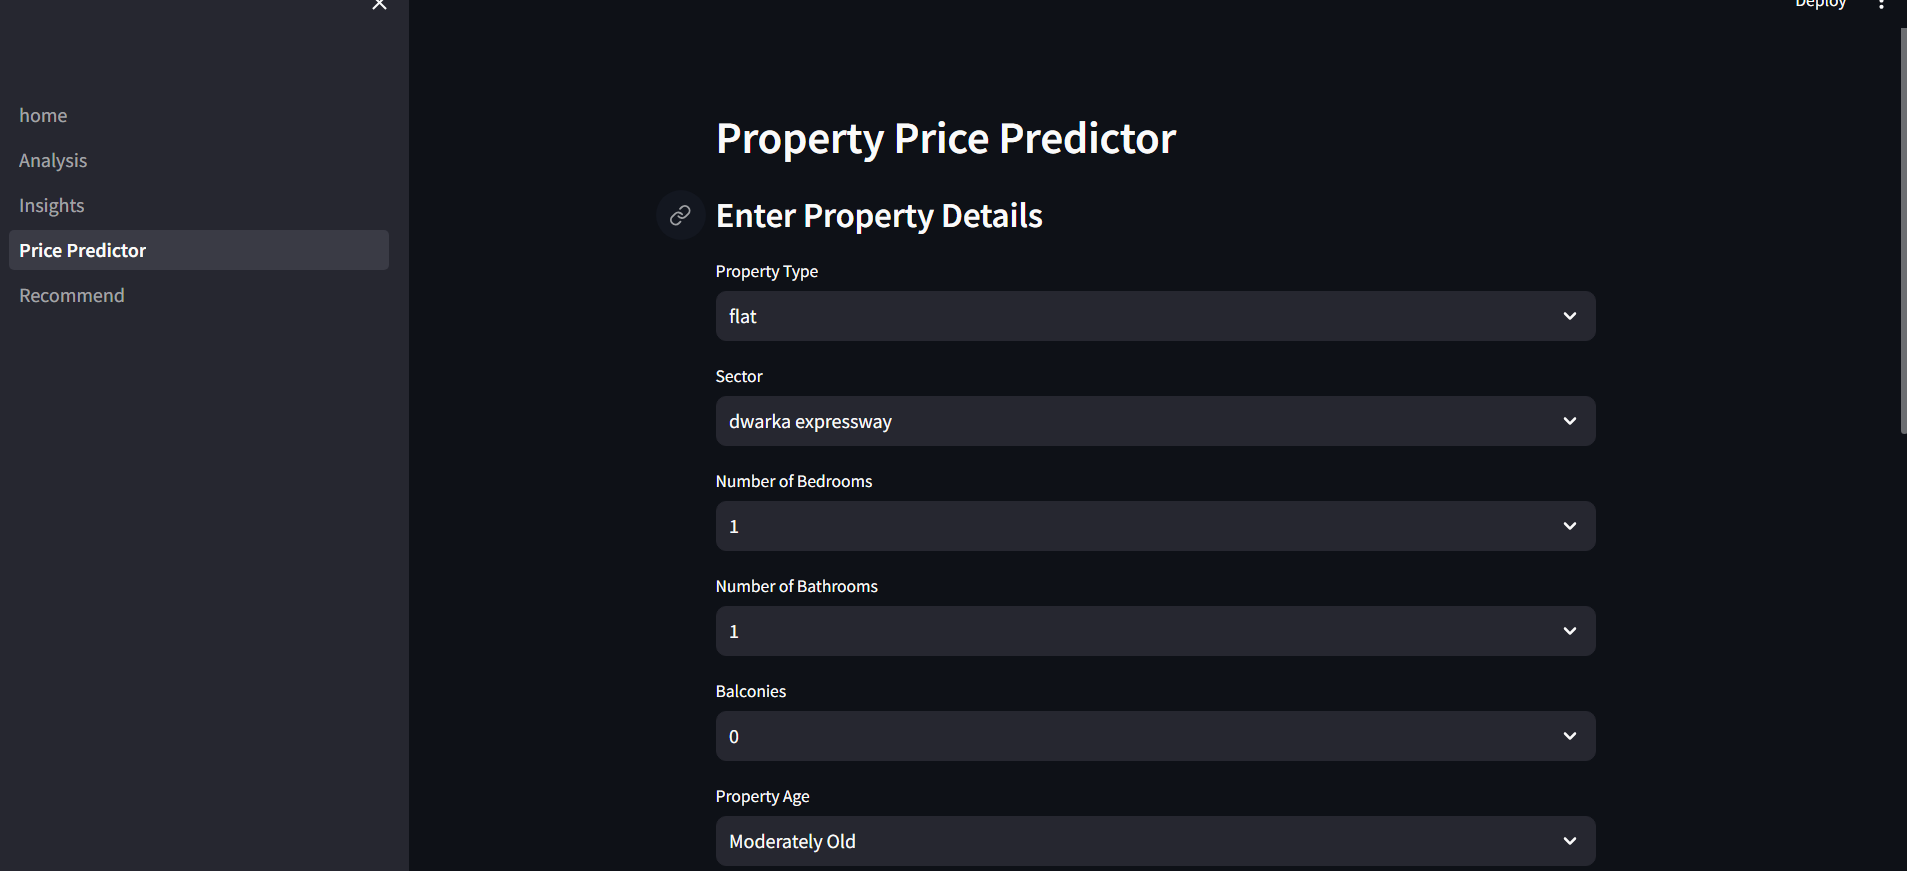 Deploy
home
Analysis
Insights
Price Predictor
Recommend
Property Price Predictor
Enter Property Details
Property Type
flat
Sector
dwarka expressway
Number of Bedrooms
1
Number of Bathrooms
1
Balconies
0
Property Age
Moderately Old